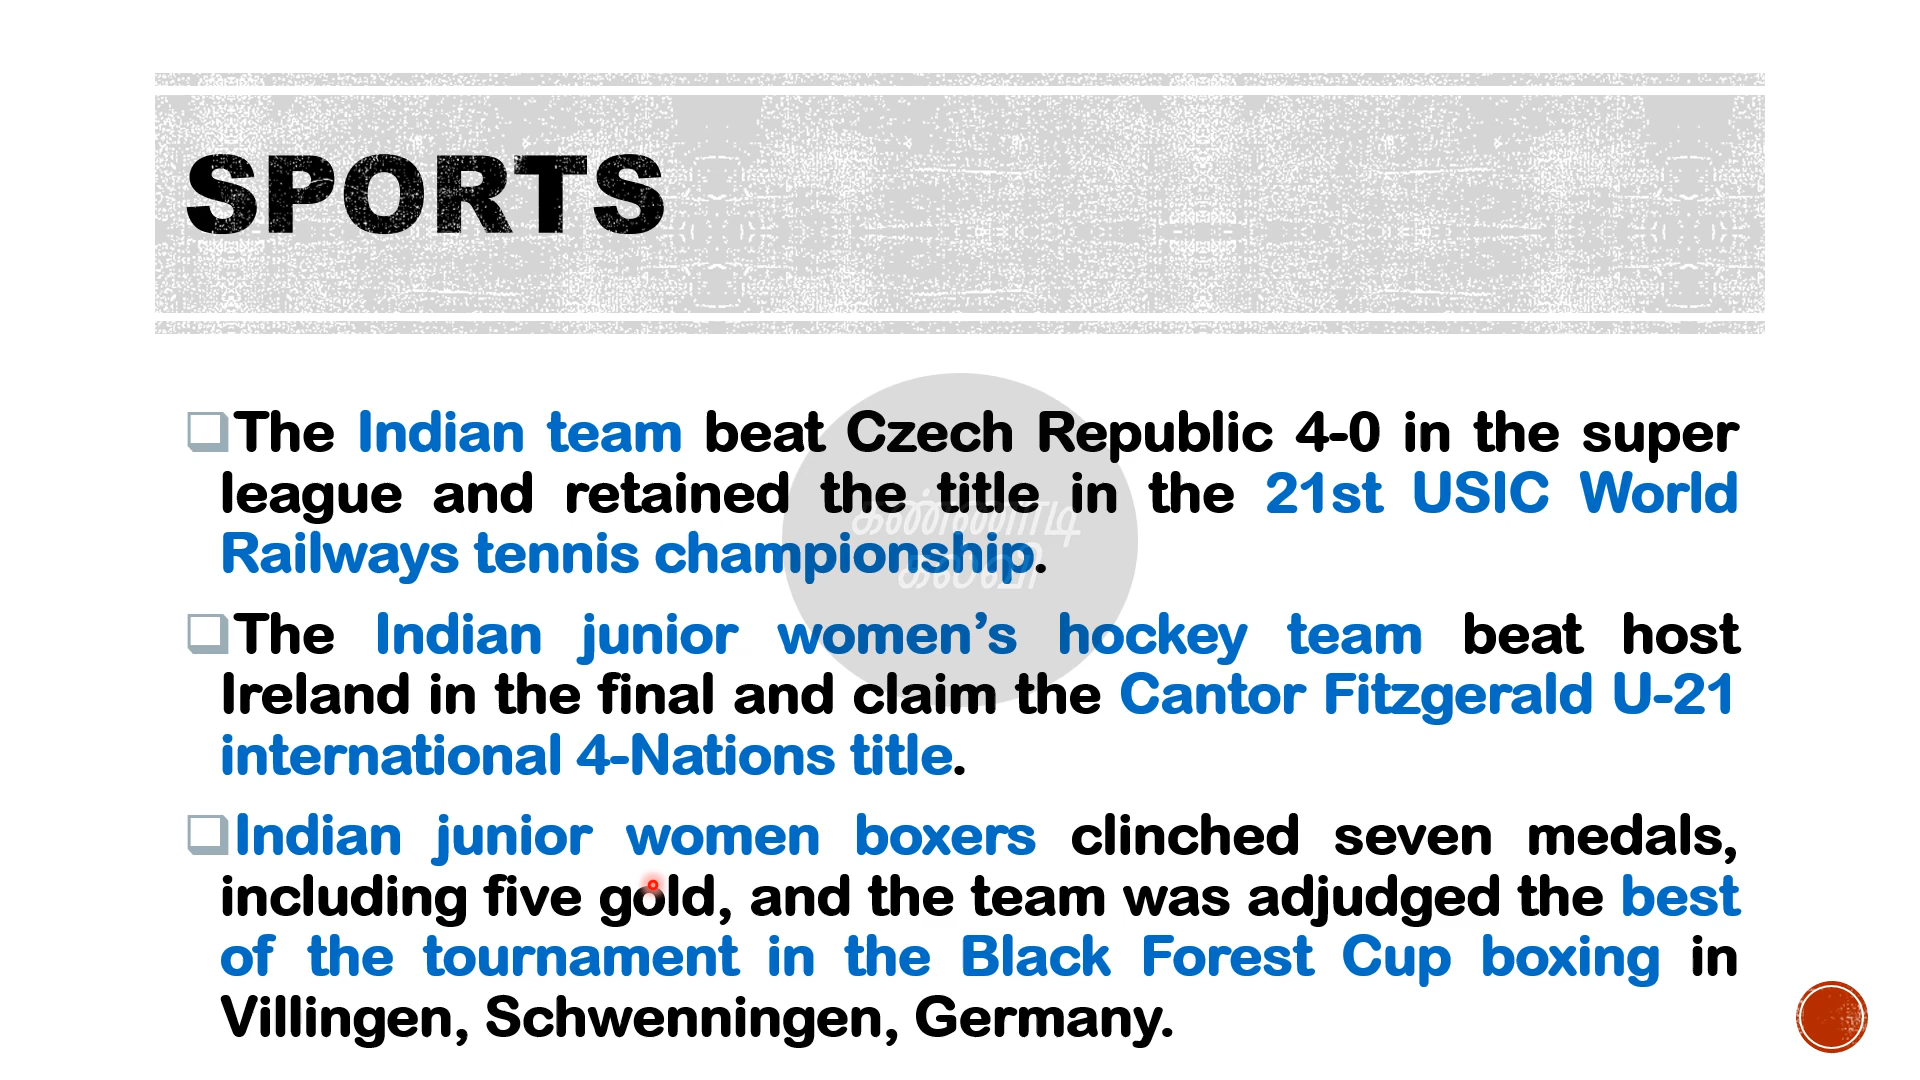 SPORTS
The Indian team beat Czech Republic 4-0 in the super
league and retained the title in the 21st USIC World
Railways tennis championship.
The Indian junior women’s hockey team beat host
Ireland in the final and claim the Cantor Fitzgerald U-21
international 4-Nations title.
Indian junior women boxers clinched seven medals,
including five gold, and the team was adjudged the best
of the tournament in the Black Forest Cup boxing in
Villingen, Schwenningen, Germany.